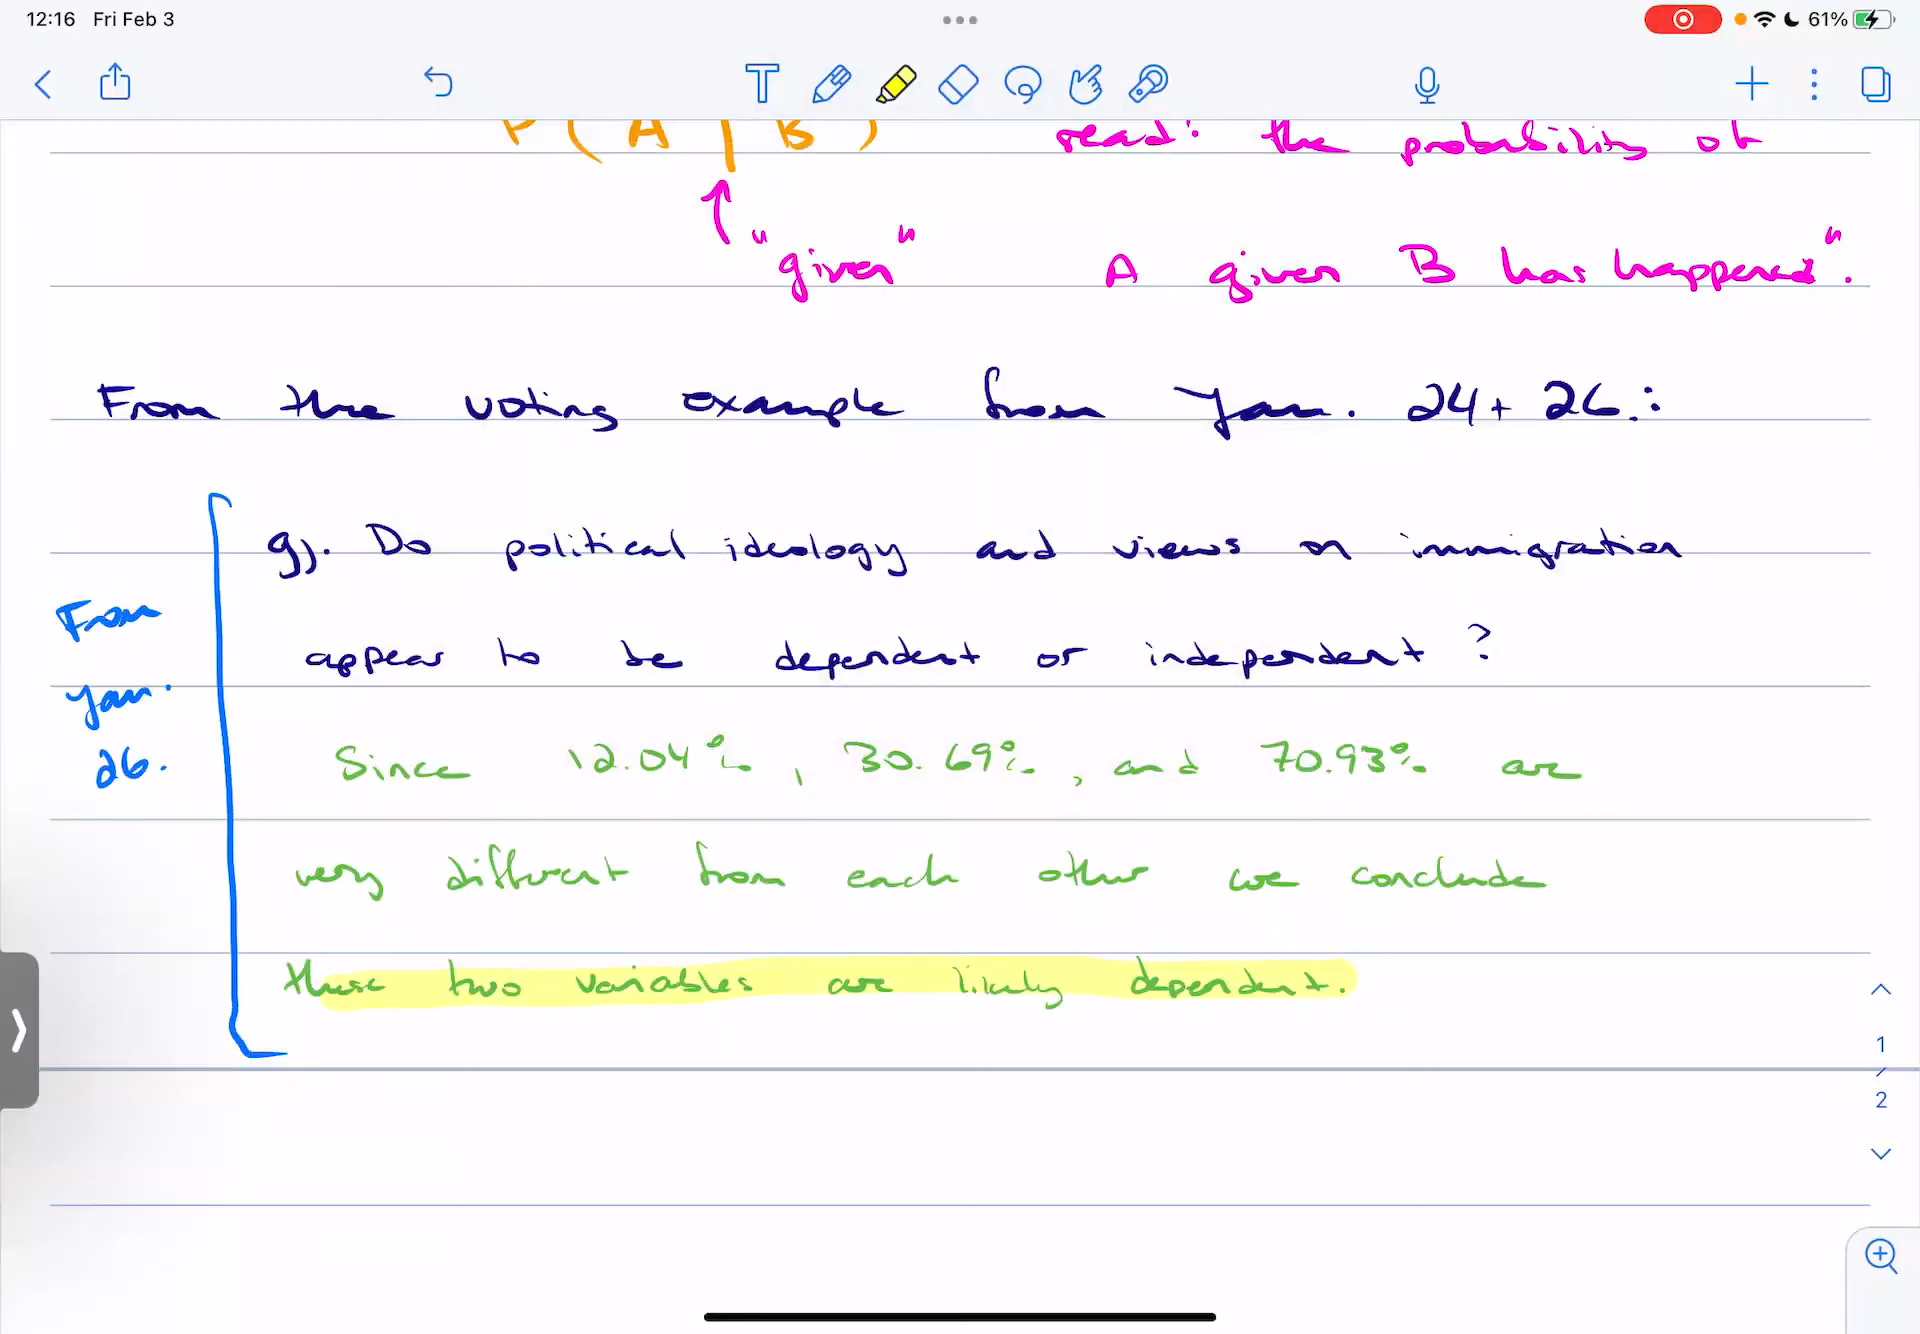 12:16 Fri Feb 3
61%
P(A|B) read: the probability of
"given" A given B has happened".
From the voting example from Jan. 24 + 26.:
g). Do political ideology and views on immigration
appear to be dependent or independent?
From
Jan.
26.
Since 12.04%, 30.69%, and 70.93% are
very different from each other we conclude
these two variables are likely dependent.
1
/
2